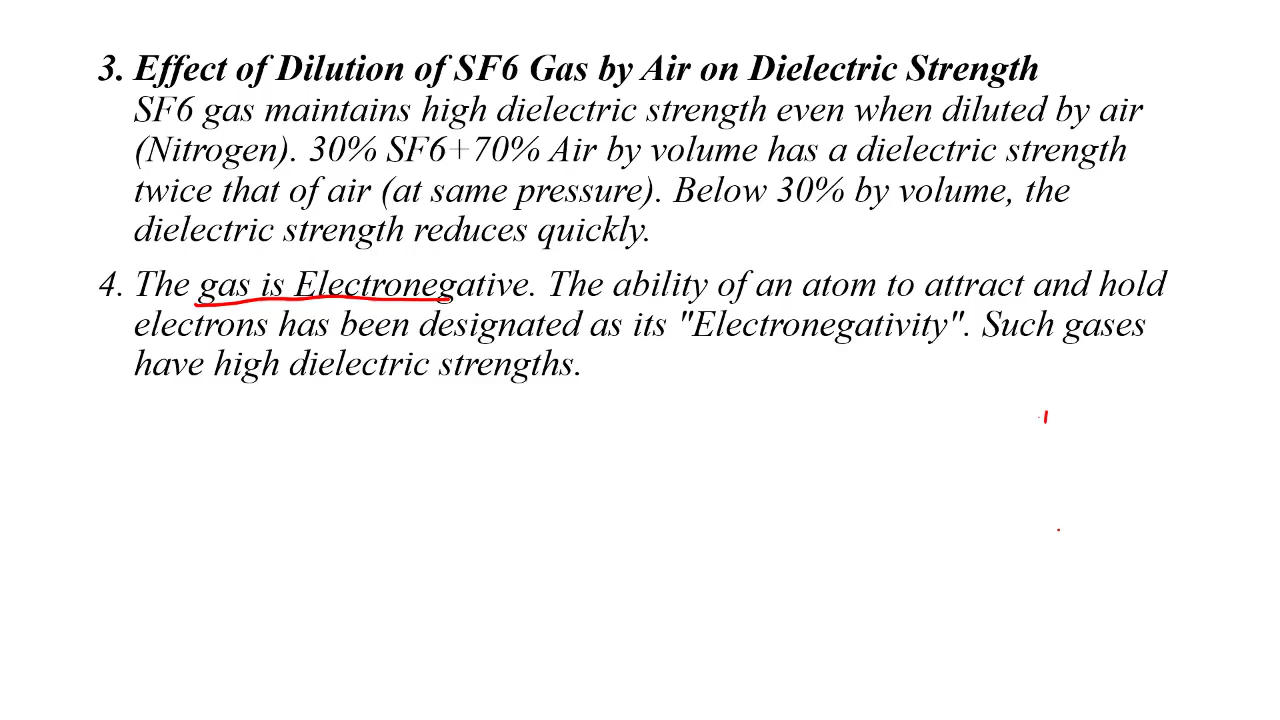 3. Effect of Dilution of SF6 Gas by Air on Dielectric Strength
SF6 gas maintains high dielectric strength even when diluted by air
(Nitrogen). 30% SF6+70% Air by volume has a dielectric strength
twice that of air (at same pressure). Below 30% by volume, the
dielectric strength reduces quickly.
4. The gas is Electronegative. The ability of an atom to attract and hold
electrons has been designated as its "Electronegativity". Such gases
have high dielectric strengths.